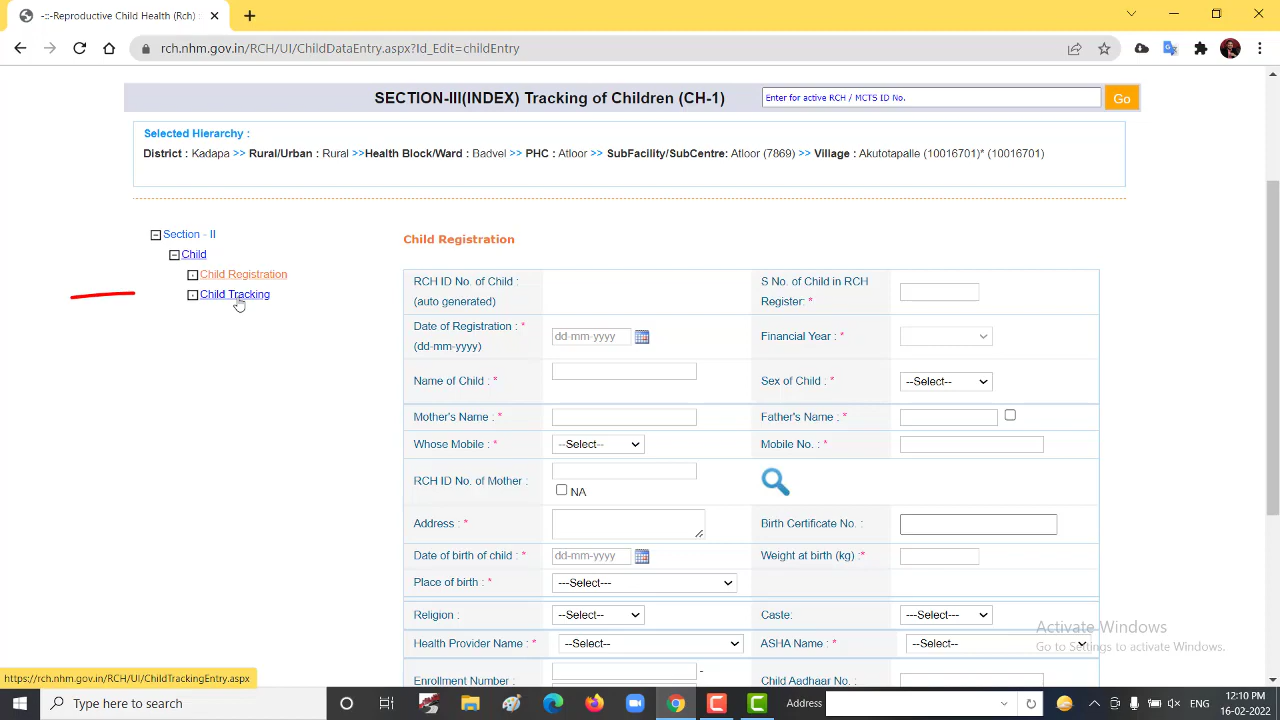 -::-Reproductive Child Health (Rch) :
rch.nhm.gov.in/RCH/UI/ChildDataEntry.aspx?Id_Edit=childEntry
SECTION-III(INDEX) Tracking of Children (CH-1)
Enter for active RCH / MCTS ID No.
Go
Selected Hierarchy :
District : Kadapa >> Rural/Urban : Rural >>Health Block/Ward : Badvel >> PHC : Atloor >> SubFacility/SubCentre: Atloor (7869) >> Village : Akutotapalle (10016701)* (10016701)
Section - II
Child
Child Registration
Child Tracking
Child Registration
RCH ID No. of Child :
(auto generated)
S No. of Child in RCH
Register: *
Date of Registration : *
(dd-mm-yyyy)
dd-mm-yyyy
Financial Year : *
Name of Child : *
Sex of Child : *
--Select--
Mother's Name : *
Father's Name : *
Whose Mobile : *
--Select--
Mobile No. : *
RCH ID No. of Mother :
NA
Address : *
Birth Certificate No. :
Date of birth of child : *
dd-mm-yyyy
Weight at birth (kg) :*
Place of birth : *
---Select---
Religion :
--Select--
Caste:
--Select--
Health Provider Name : *
--Select--
ASHA Name : *
--Select--
Enrollment Number :
-
Child Aadhaar No. :
Activate Windows
Go to Settings to activate Windows.
https://rch.nhm.gov.in/RCH/UI/ChildTrackingEntry.aspx
Type here to search
Address
ENG
12:10 PM
16-02-2022